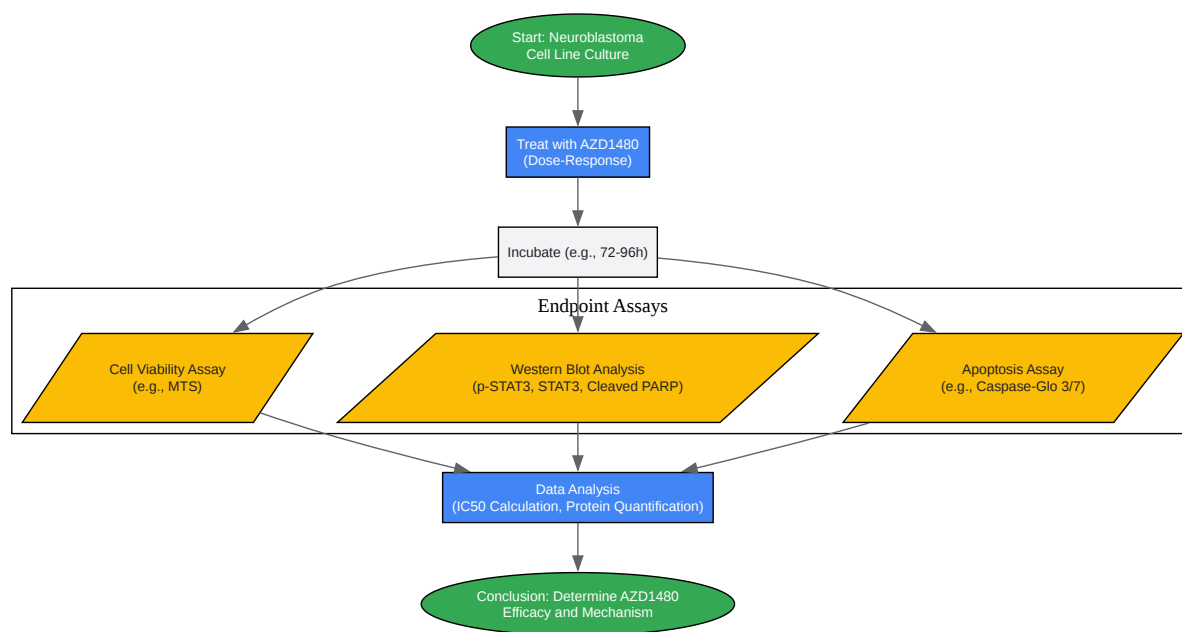 Start: Neuroblastoma
Cell Line Culture
Treat with AZD1480
(Dose-Response)
Incubate (e.g., 72-96h)
Endpoint Assays
Cell Viability Assay
(e.g., MTS)
Western Blot Analysis
(p-STAT3, STAT3, Cleaved PARP)
Apoptosis Assay
(e.g., Caspase-Glo 3/7)
Data Analysis
(IC50 Calculation, Protein Quantification)
Conclusion: Determine AZD1480
Efficacy and Mechanism